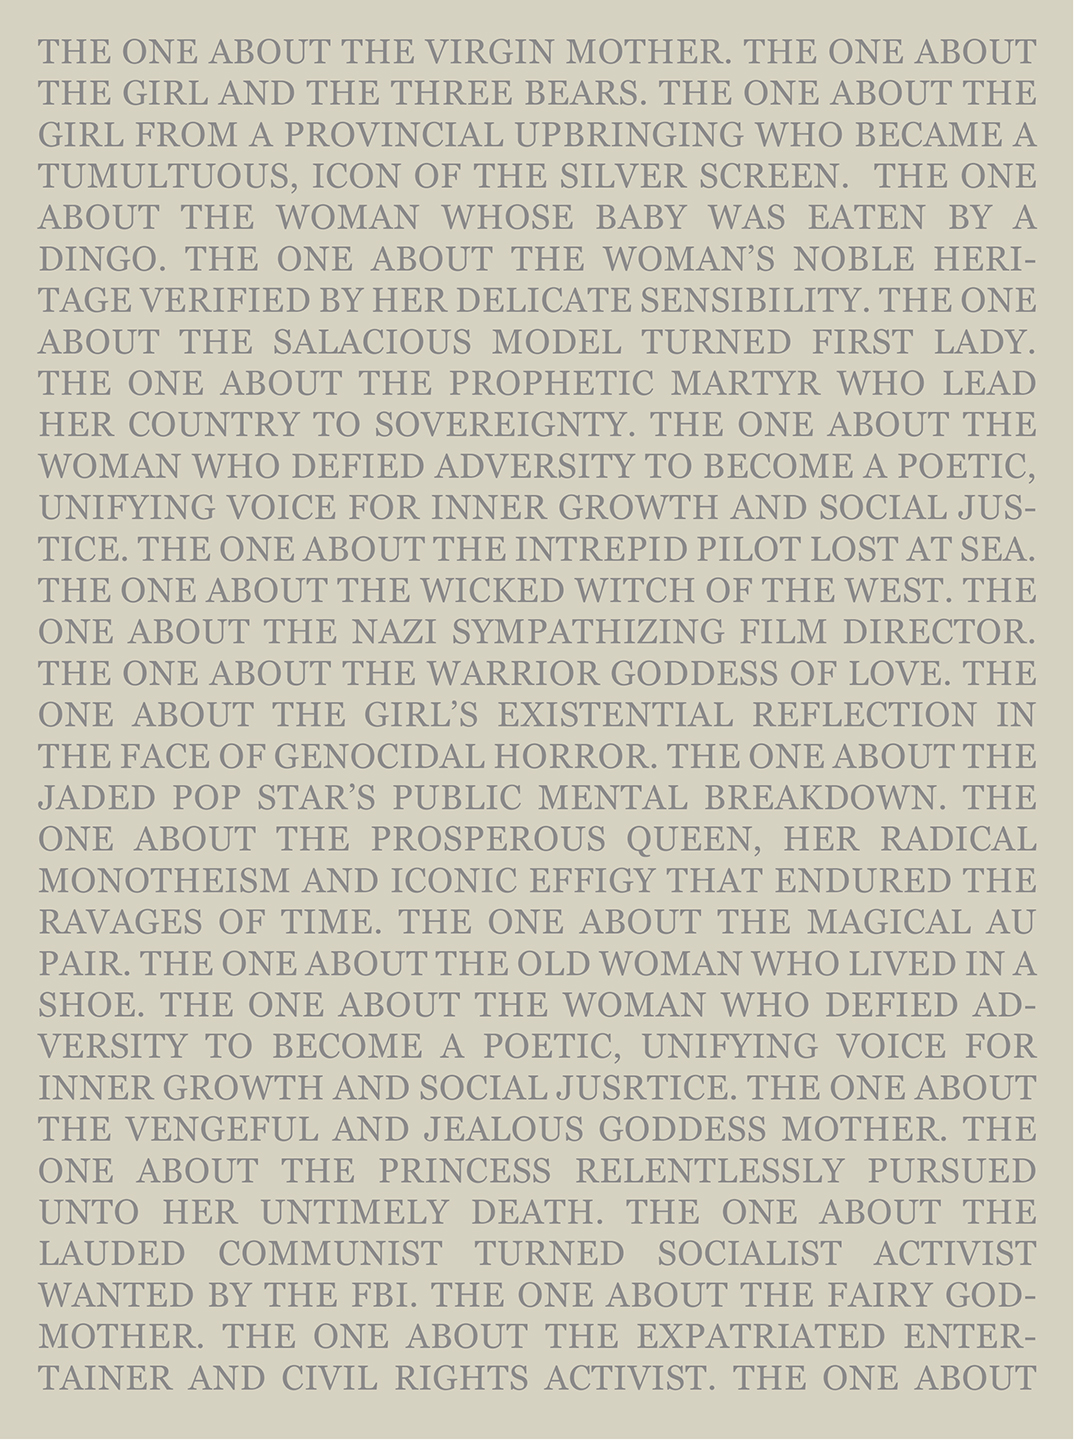 THE ONE ABOUT THE VIRGIN MOTHER. THE ONE ABOUT
THE GIRL AND THE THREE BEARS. THE ONE ABOUT THE
GIRL FROM A PROVINCIAL UPBRINGING WHO BECAME A
TUMULTUOUS, ICON OF THE SILVER SCREEN.  THE ONE
ABOUT THE WOMAN WHOSE BABY WAS EATEN BY A
DINGO. THE ONE ABOUT THE WOMAN’S NOBLE HERI-
TAGE VERIFIED BY HER DELICATE SENSIBILITY. THE ONE
ABOUT THE SALACIOUS MODEL TURNED FIRST LADY.
THE ONE ABOUT THE PROPHETIC MARTYR WHO LEAD
HER COUNTRY TO SOVEREIGNTY. THE ONE ABOUT THE
WOMAN WHO DEFIED ADVERSITY TO BECOME A POETIC,
UNIFYING VOICE FOR INNER GROWTH AND SOCIAL JUS-
TICE. THE ONE ABOUT THE INTREPID PILOT LOST AT SEA.
THE ONE ABOUT THE WICKED WITCH OF THE WEST. THE
ONE ABOUT THE NAZI SYMPATHIZING FILM DIRECTOR.
THE ONE ABOUT THE WARRIOR GODDESS OF LOVE. THE
ONE ABOUT THE GIRL’S EXISTENTIAL REFLECTION IN
THE FACE OF GENOCIDAL HORROR. THE ONE ABOUT THE
JADED POP STAR’S PUBLIC MENTAL BREAKDOWN. THE
ONE ABOUT THE PROSPEROUS QUEEN, HER RADICAL
MONOTHEISM AND ICONIC EFFIGY THAT ENDURED THE
RAVAGES OF TIME. THE ONE ABOUT THE MAGICAL AU
PAIR. THE ONE ABOUT THE OLD WOMAN WHO LIVED IN A
SHOE. THE ONE ABOUT THE WOMAN WHO DEFIED AD-
VERSITY TO BECOME A POETIC, UNIFYING VOICE FOR
INNER GROWTH AND SOCIAL JUSRTICE. THE ONE ABOUT
THE VENGEFUL AND JEALOUS GODDESS MOTHER. THE
ONE ABOUT THE PRINCESS RELENTLESSLY PURSUED
UNTO HER UNTIMELY DEATH. THE ONE ABOUT THE
LAUDED COMMUNIST TURNED SOCIALIST ACTIVIST
WANTED BY THE FBI. THE ONE ABOUT THE FAIRY GOD-
MOTHER. THE ONE ABOUT THE EXPATRIATED ENTER-
TAINER AND CIVIL RIGHTS ACTIVIST. THE ONE ABOUT